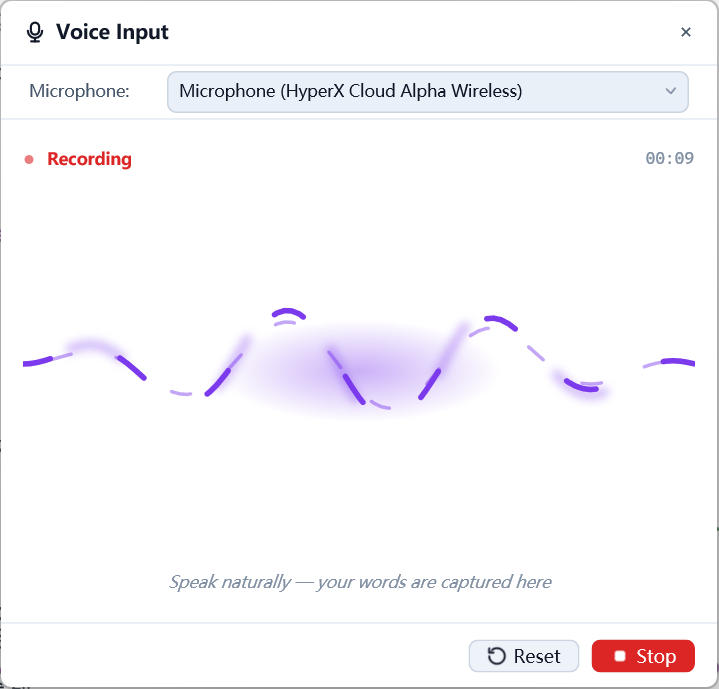 Voice Input
Microphone:
Microphone (HyperX Cloud Alpha Wireless)
Recording
00:09
Speak naturally — your words are captured here
Reset
Stop